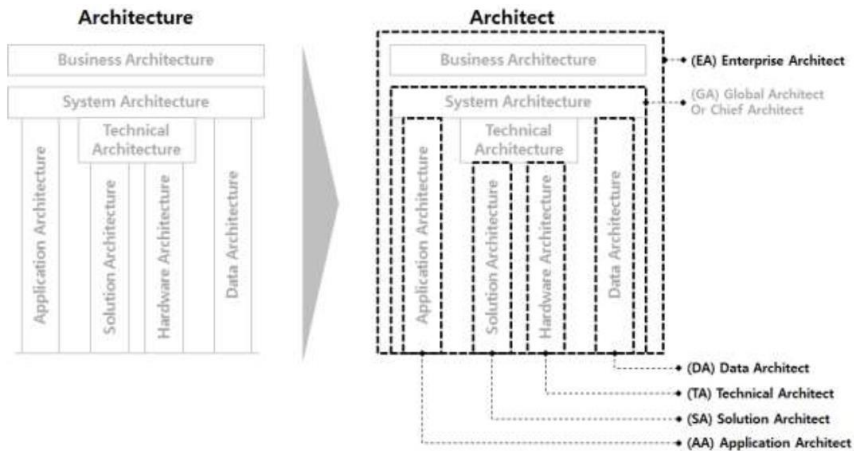 Architecture
Business Architecture
System Architecture
Technical
Architecture
Application Architecture
Solution Architecture
Hardware Architecture
Data Architecture
Architect
Business Architecture
System Architecture
Technical
Architecture
Application Architecture
Solution Architecture
Hardware Architecture
Data Architecture
(EA) Enterprise Architect
(GA) Global Architect
Or Chief Architect
(DA) Data Architect
(TA) Technical Architect
(SA) Solution Architect
(AA) Application Architect